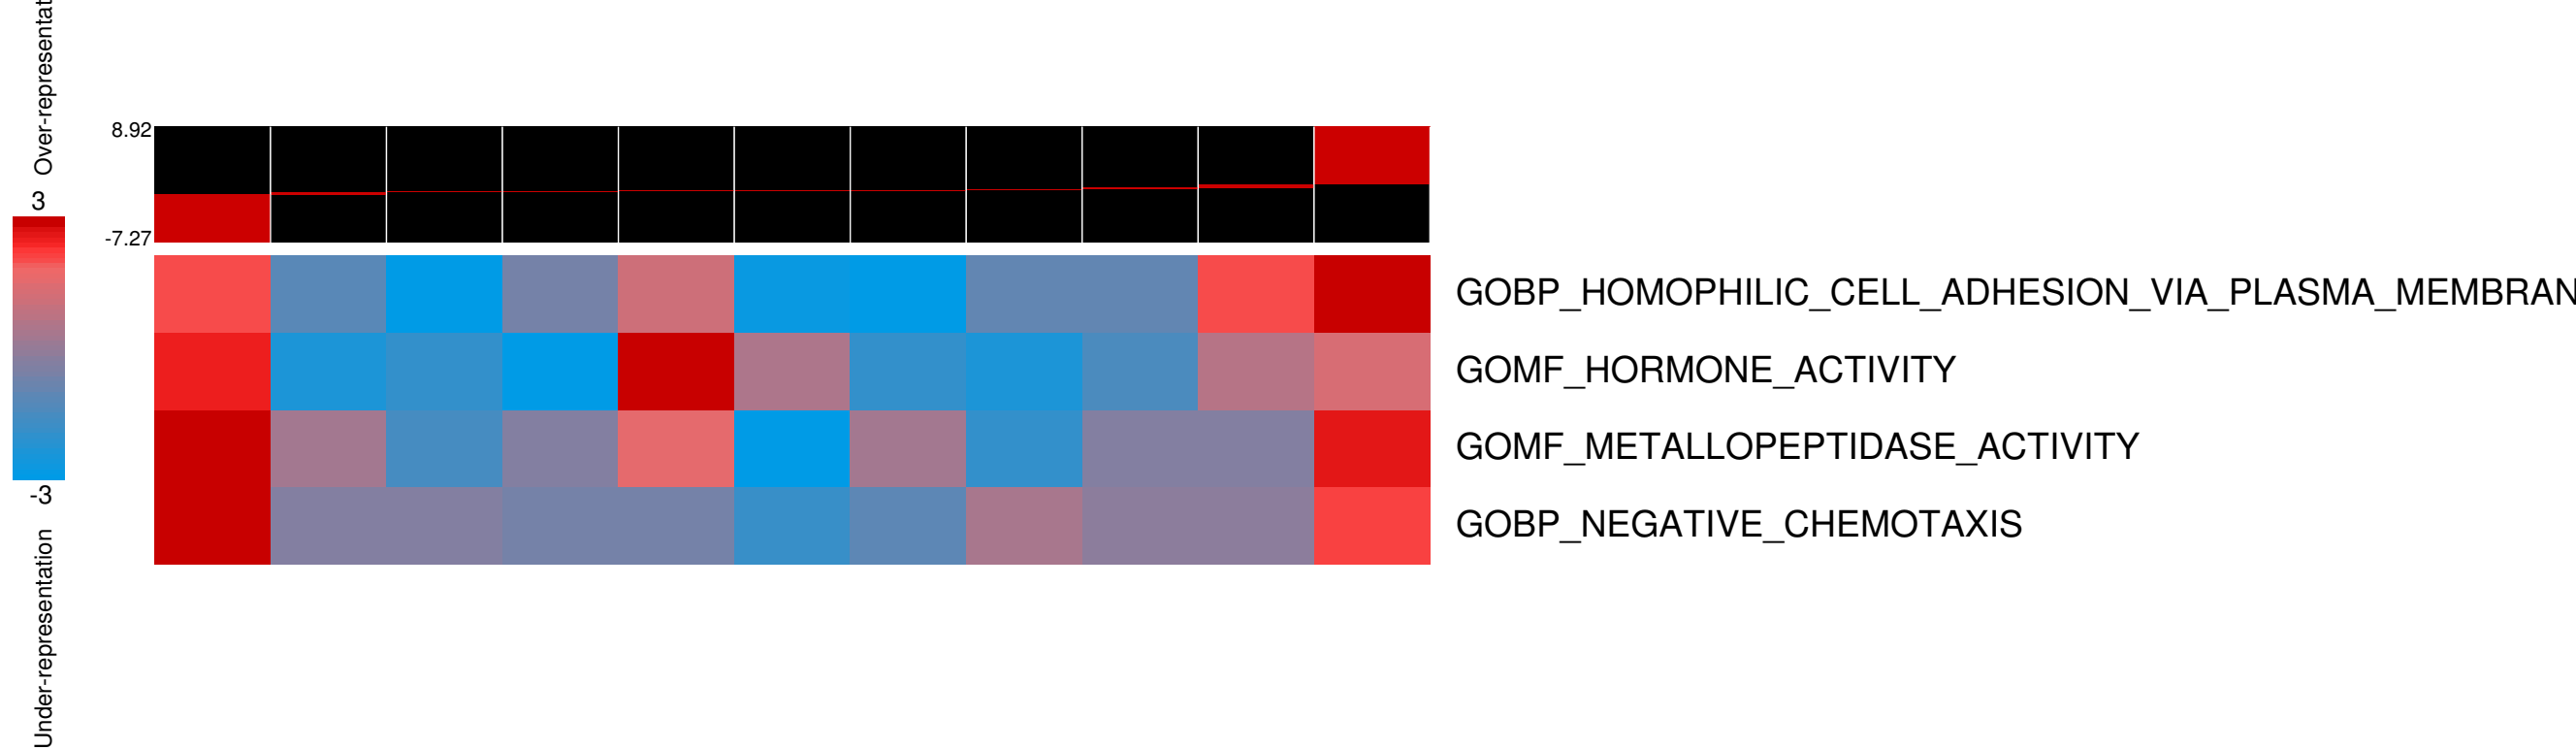 Over-representat
8.92
-7.27
3
-3
Under-representation
GOBP_HOMOPHILIC_CELL_ADHESION_VIA_PLASMA_MEMBRAN
GOMF_HORMONE_ACTIVITY
GOMF_METALLOPEPTIDASE_ACTIVITY
GOBP_NEGATIVE_CHEMOTAXIS